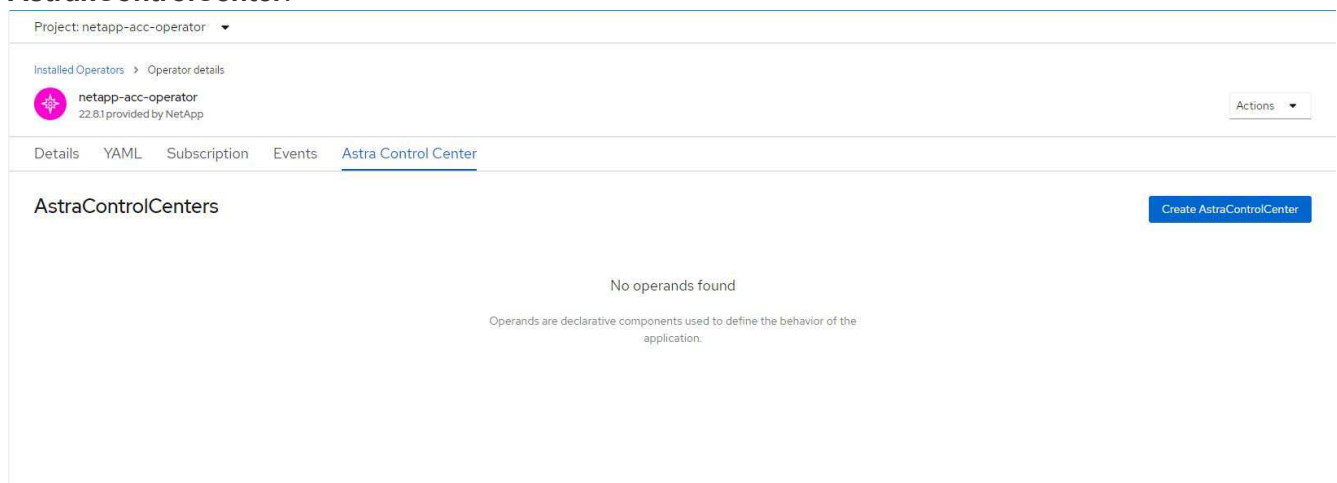 AstraControlCenter.
Project: netapp-acc-operator
Installed Operators > Operator details
netapp-acc-operator
22.8.1 provided by NetApp
Actions
Details YAML Subscription Events Astra Control Center
AstraControlCenters
Create AstraControlCenter
No operands found
Operands are declarative components used to define the behavior of the
application.